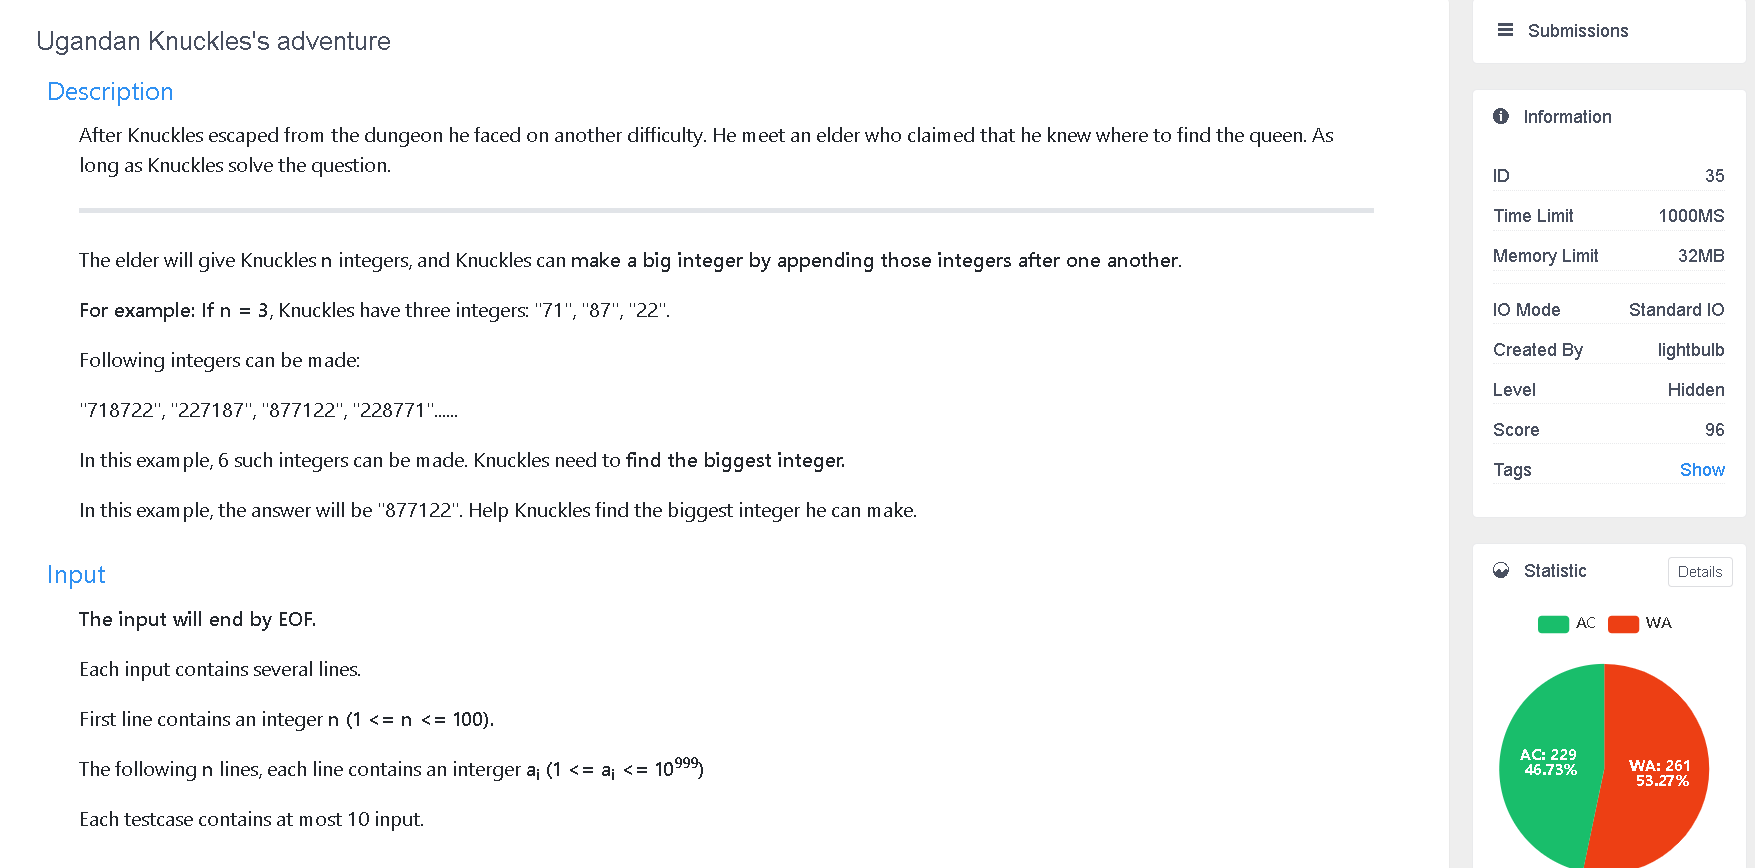 Ugandan Knuckles's adventure
Description
After Knuckles escaped from the dungeon he faced on another difficulty. He meet an elder who claimed that he knew where to find the queen. As
long as Knuckles solve the question.
The elder will give Knuckles n integers, and Knuckles can make a big integer by appending those integers after one another.
For example: If n = 3, Knuckles have three integers: "71", "87", "22".
Following integers can be made:
"718722", "227187", "877122", "228771"......
In this example, 6 such integers can be made. Knuckles need to find the biggest integer.
In this example, the answer will be "877122". Help Knuckles find the biggest integer he can make.
Input
The input will end by EOF.
Each input contains several lines.
First line contains an integer n (1 <= n <= 100).
The following n lines, each line contains an interger aᵢ (1 <= aᵢ <= 10⁹⁹⁹)
Each testcase contains at most 10 input.
Submissions
Information
ID 35
Time Limit 1000MS
Memory Limit 32MB
IO Mode Standard IO
Created By lightbulb
Level Hidden
Score 96
Tags Show
Statistic Details
AC WA
AC: 229
46.73%
WA: 261
53.27%